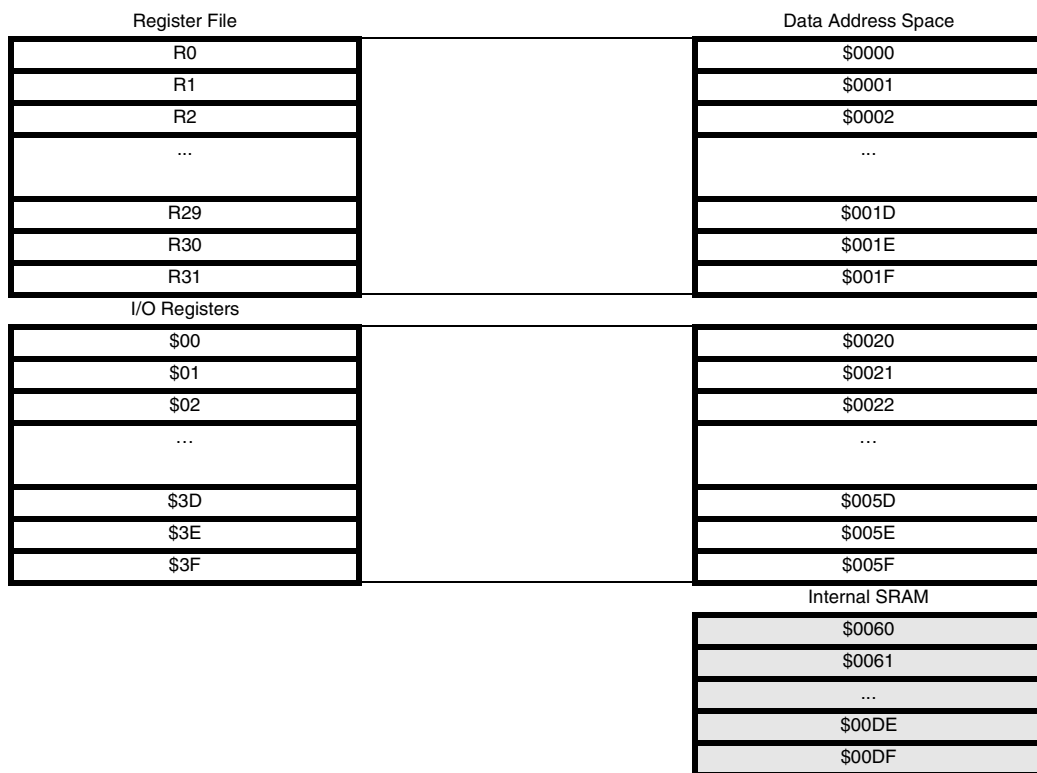 Register File Data Address Space
R0 $0000
R1 $0001
R2 $0002
... ...
R29 $001D
R30 $001E
R31 $001F
I/O Registers
$00 $0020
$01 $0021
$02 $0022
... ...
$3D $005D
$3E $005E
$3F $005F
Internal SRAM
$0060
$0061
...
$00DE
$00DF